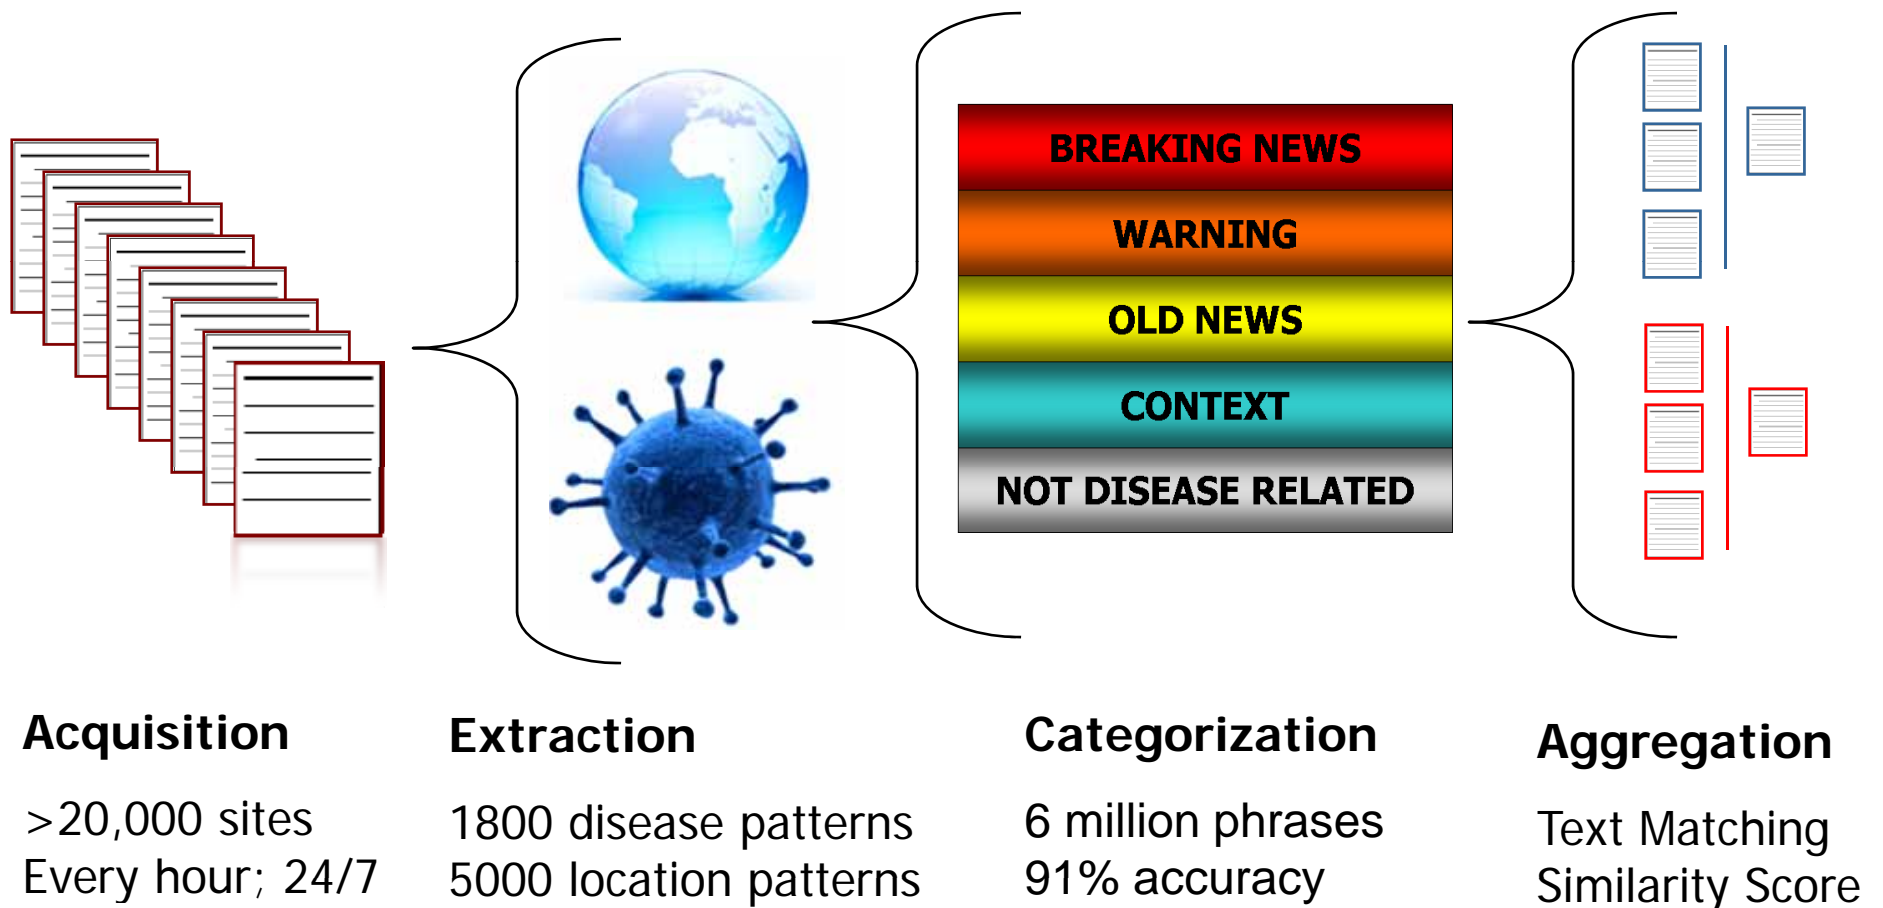 BREAKING NEWS
WARNING
OLD NEWS
CONTEXT
NOT DISEASE RELATED
Acquisition
>20,000 sites
Every hour; 24/7
Extraction
1800 disease patterns
5000 location patterns
Categorization
6 million phrases
91% accuracy
Aggregation
Text Matching
Similarity Score